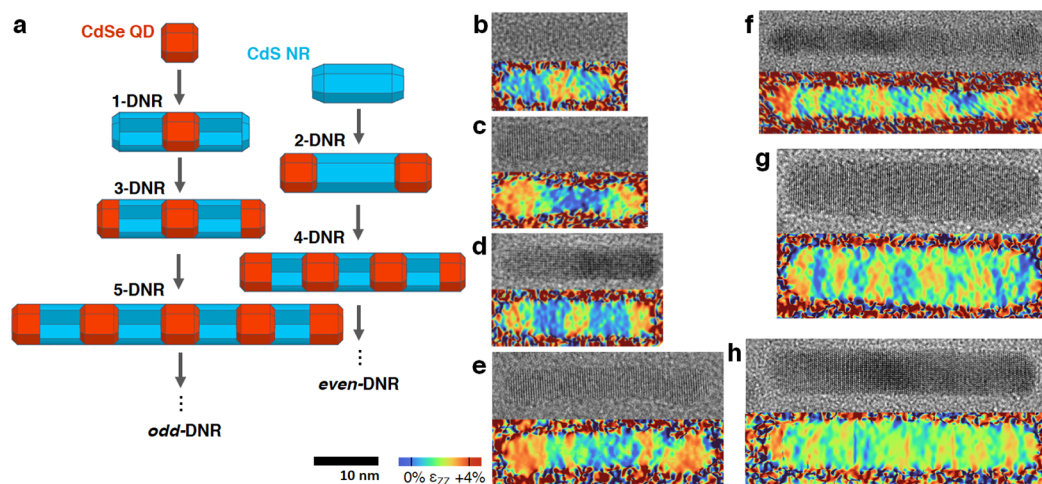 a
CdSe QD
CdS NR
1-DNR
2-DNR
3-DNR
4-DNR
5-DNR
even-DNR
odd-DNR
10 nm
0% εZZ +4%
b
c
d
e
f
g
h